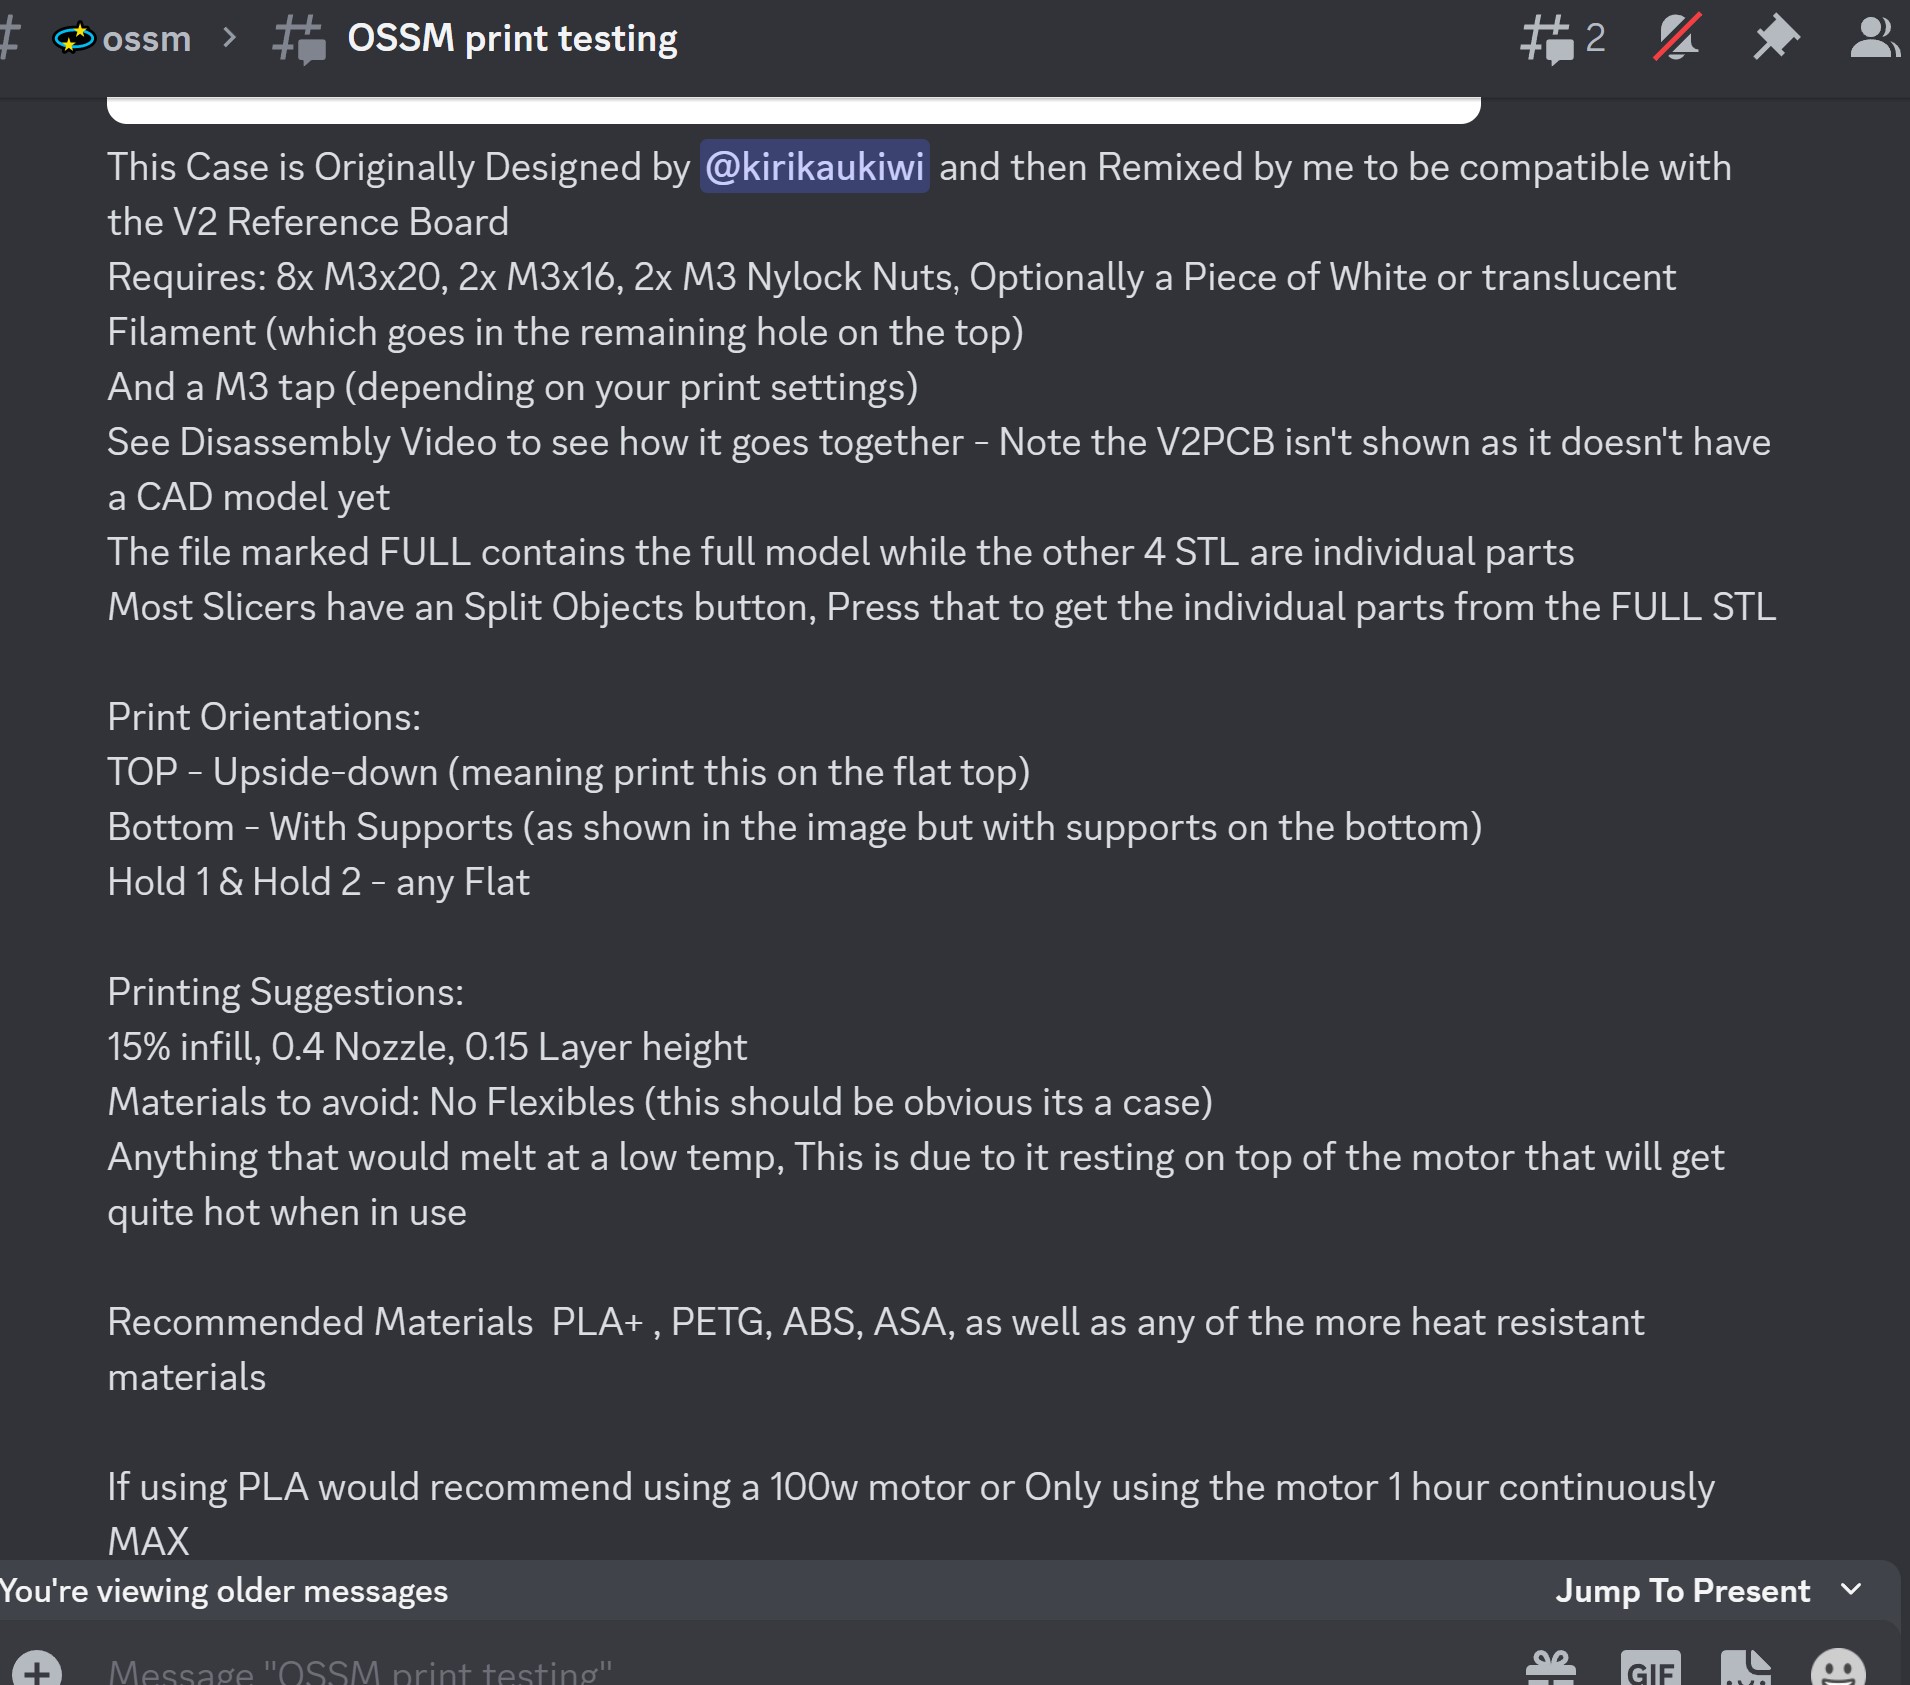 ossm > OSSM print testing 2
This Case is Originally Designed by @kirikaukiwi and then Remixed by me to be compatible with
the V2 Reference Board
Requires: 8x M3x20, 2x M3x16, 2x M3 Nylock Nuts, Optionally a Piece of White or translucent
Filament (which goes in the remaining hole on the top)
And a M3 tap (depending on your print settings)
See Disassembly Video to see how it goes together - Note the V2PCB isn't shown as it doesn't have
a CAD model yet
The file marked FULL contains the full model while the other 4 STL are individual parts
Most Slicers have an Split Objects button, Press that to get the individual parts from the FULL STL
Print Orientations:
TOP - Upside-down (meaning print this on the flat top)
Bottom - With Supports (as shown in the image but with supports on the bottom)
Hold 1 & Hold 2 - any Flat
Printing Suggestions:
15% infill, 0.4 Nozzle, 0.15 Layer height
Materials to avoid: No Flexibles (this should be obvious its a case)
Anything that would melt at a low temp, This is due to it resting on top of the motor that will get
quite hot when in use
Recommended Materials  PLA+ , PETG, ABS, ASA, as well as any of the more heat resistant
materials
If using PLA would recommend using a 100w motor or Only using the motor 1 hour continuously
MAX
You're viewing older messages Jump To Present
Message "OSSM print testing" GIF